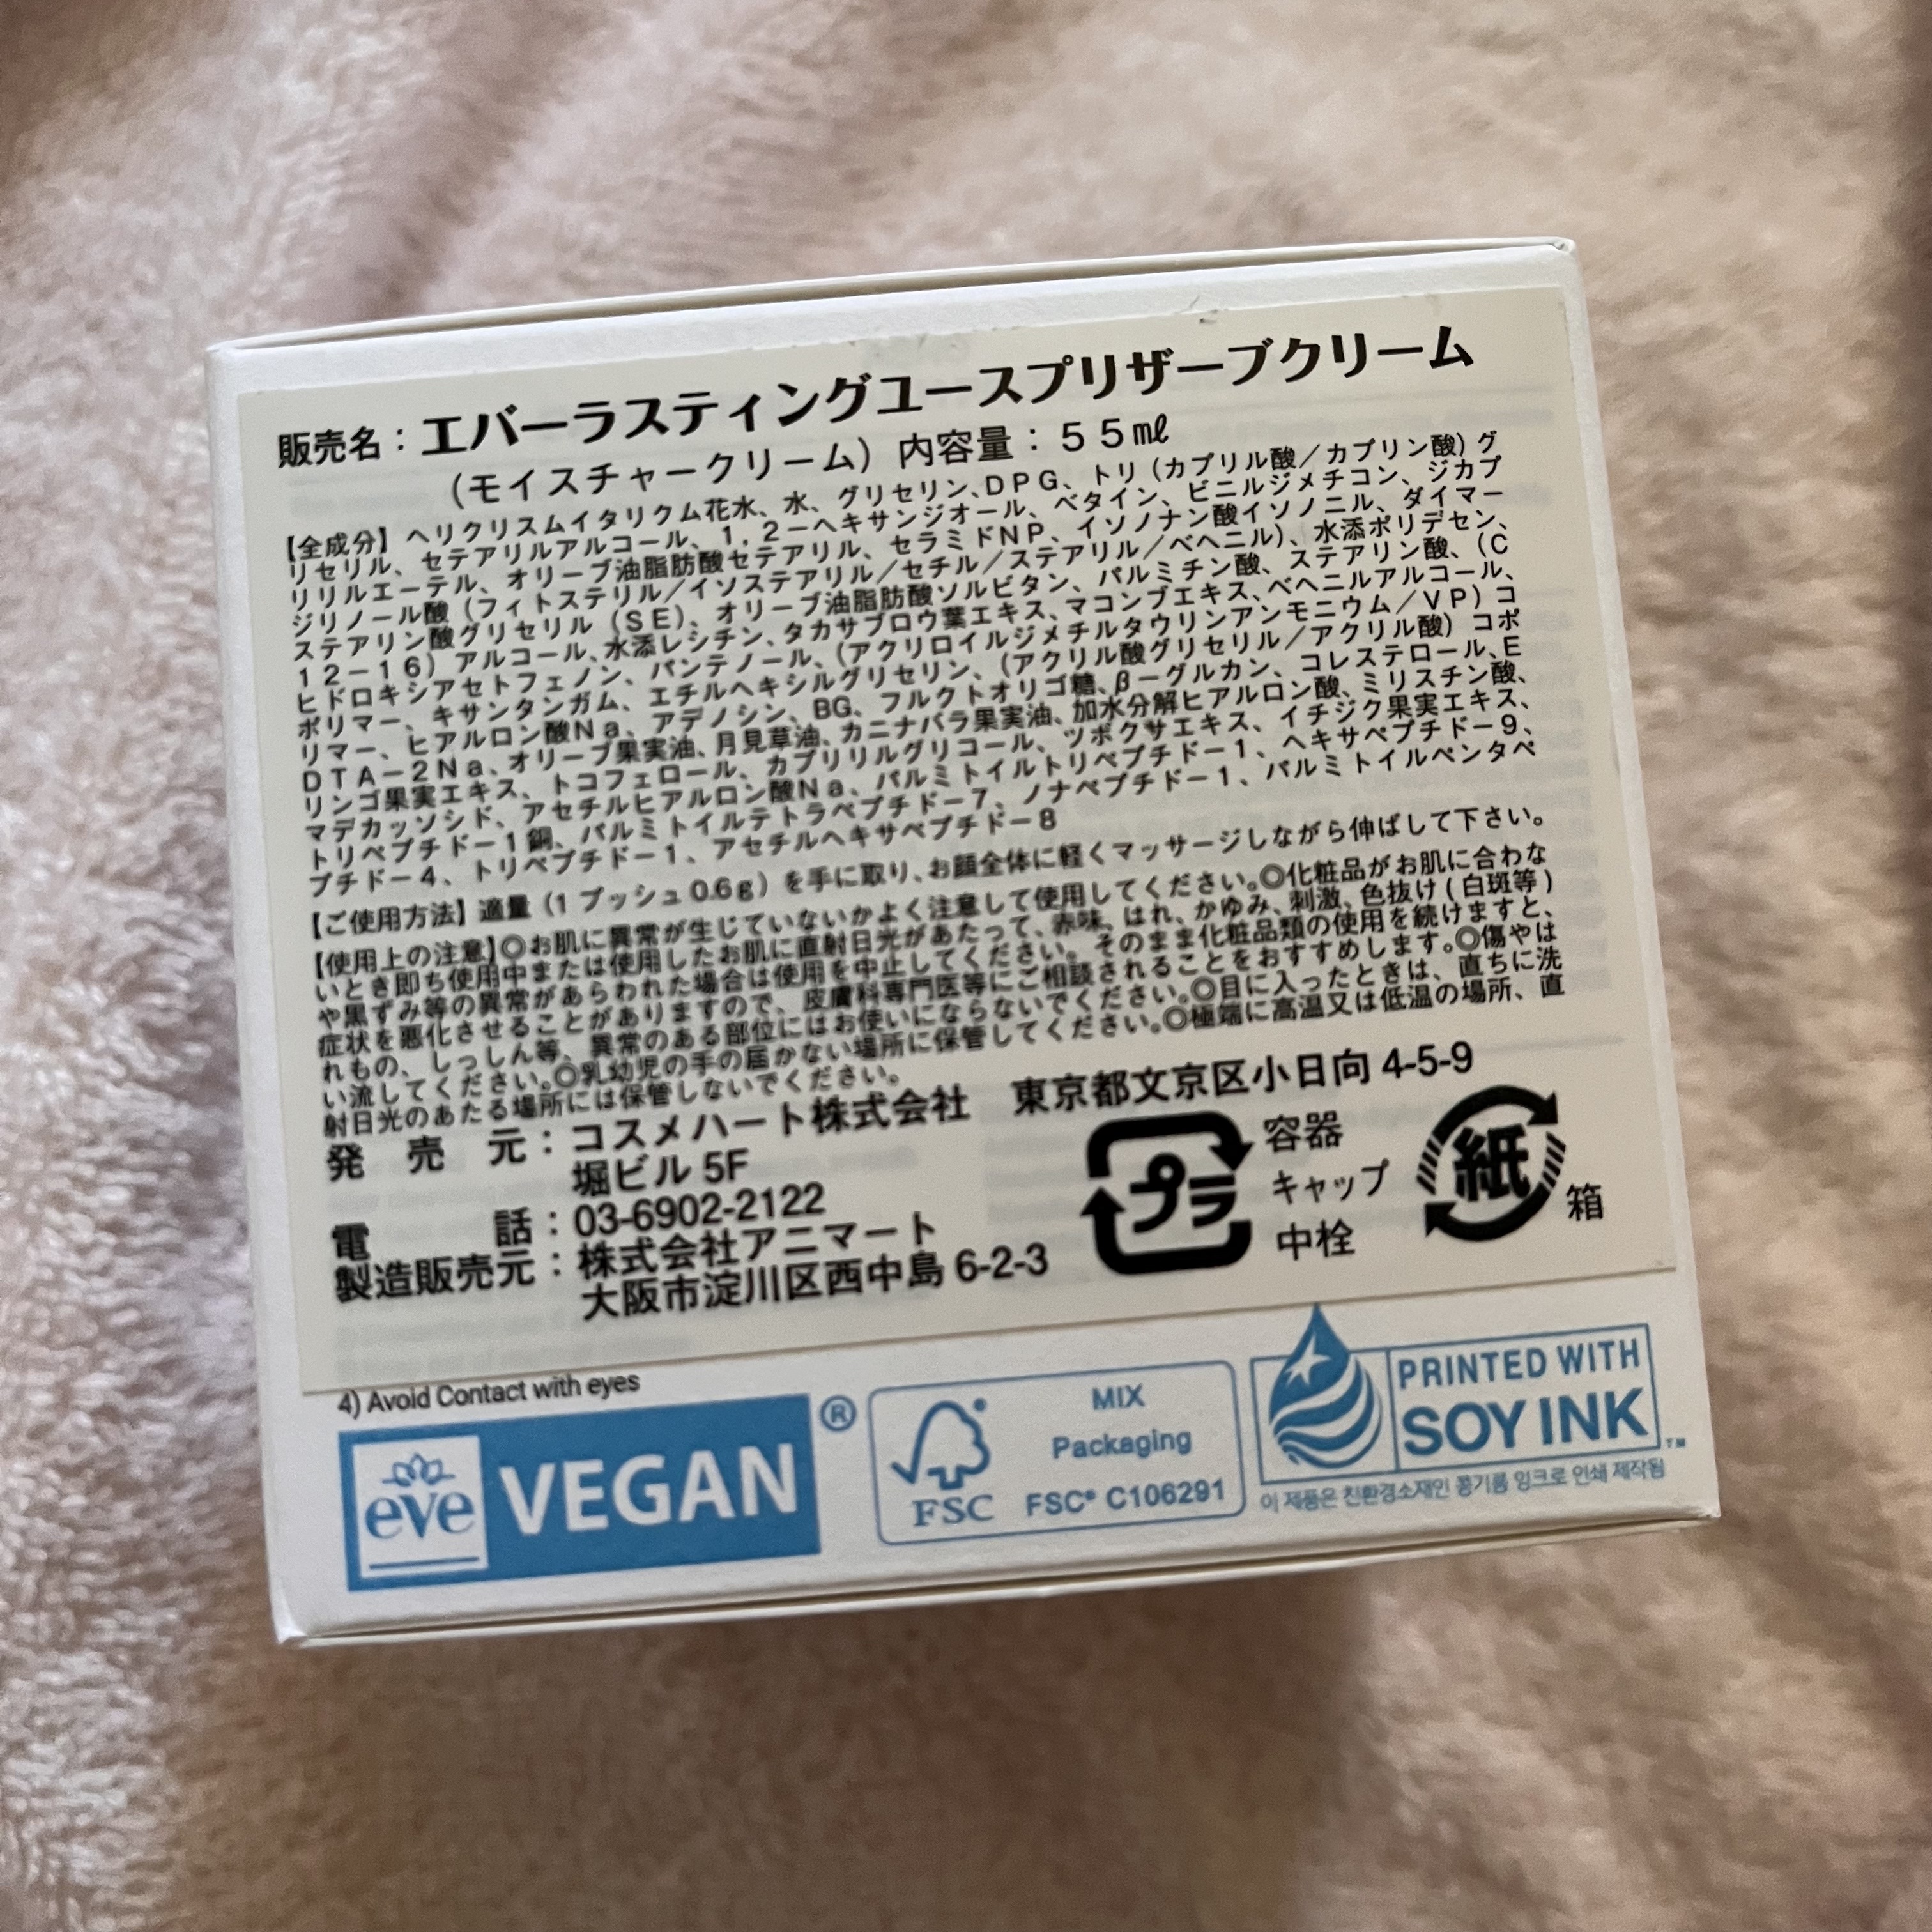 販売名：エバーラスティングユースプリザーブクリーム
（モイスチャークリーム）内容量：５５㎖
【全成分】ヘリクリスムイタリクム花水、水、グリセリン、DPG、トリ（カプリル酸／カプリン酸）グ
リセリル、セテアリルアルコール、１，２－ヘキサンジオール、ベタイン、ビニルジメチコン、ジカプ
リリルエーテル、オリーブ油脂肪酸セテアリル、セラミドNP、イソノナン酸イソノニル、ダイマー
ジリノール酸（フィトステリル／イソステアリル／セチル／ステアリル／ベヘニル）、水添ポリデセン、
ステアリン酸グリセリル（SE）、オリーブ油脂肪酸ソルビタン、パルミチン酸、ステアリン酸、（C
１２－１６）アルコール、水添レシチン、タカサブロウ葉エキス、マコンブエキス、ベヘニルアルコール、
ヒドロキシアセトフェノン、パンテノール、（アクリロイルジメチルタウリンアンモニウム／VP）コ
ポリマー、キサンタンガム、エチルヘキシルグリセリン、（アクリル酸グリセリル／アクリル酸）コポ
リマー、ヒアルロン酸Na、アデノシン、BG、フルクトオリゴ糖、β－グルカン、コレステロール、E
DTA－２Na、オリーブ果実油、月見草油、カニナバラ果実油、加水分解ヒアルロン酸、ミリスチン酸、
リンゴ果実エキス、トコフェロール、カプリリルグリコール、ツボクサエキス、イチジク果実エキス、
マデカッソシド、アセチルヒアルロン酸Na、パルミトイルトリペプチド－１、ヘキサペプチド－９、
トリペプチド－１銅、パルミトイルテトラペプチド－７、ノナペプチド－１、パルミトイルペンタペ
プチド－４、トリペプチド－１、アセチルヘキサペプチド－８
【ご使用方法】適量（1 プッシュ 0.6g）を手に取り、お顔全体に軽くマッサージしながら伸ばして下さい。
【使用上の注意】◎お肌に異常が生じていないかよく注意して使用してください。◎化粧品がお肌に合わな
いとき即ち使用中または使用したお肌に直射日光があたって、赤味、はれ、かゆみ、刺激、色抜け(白斑等)
や黒ずみ等の異常があらわれた場合は使用を中止してください。そのまま化粧品類の使用を続けますと、
症状を悪化させることがありますので、皮膚科専門医等にご相談されることをおすすめします。◎傷やは
れもの、しっしん等、異常のある部位にはお使いにならないでください。◎目に入ったときは、直ちに洗
い流してください。◎乳幼児の手の届かない場所に保管してください。◎極端に高温又は低温の場所、直
射日光のあたる場所には保管しないでください。
発売元：コスメハート株式会社　東京都文京区小日向 4-5-9
堀ビル 5F
電話：03-6902-2122
製造販売元：株式会社アニマート
大阪市淀川区西中島 6-2-3
プラ
容器
キャップ
中栓
紙
箱
4) Avoid Contact with eyes
eve VEGAN ®
FSC
MIX
Packaging
FSC® C106291
PRINTED WITH
SOY INK ™
이 제품은 친환경소재인 콩기름 잉크로 인쇄 제작됨